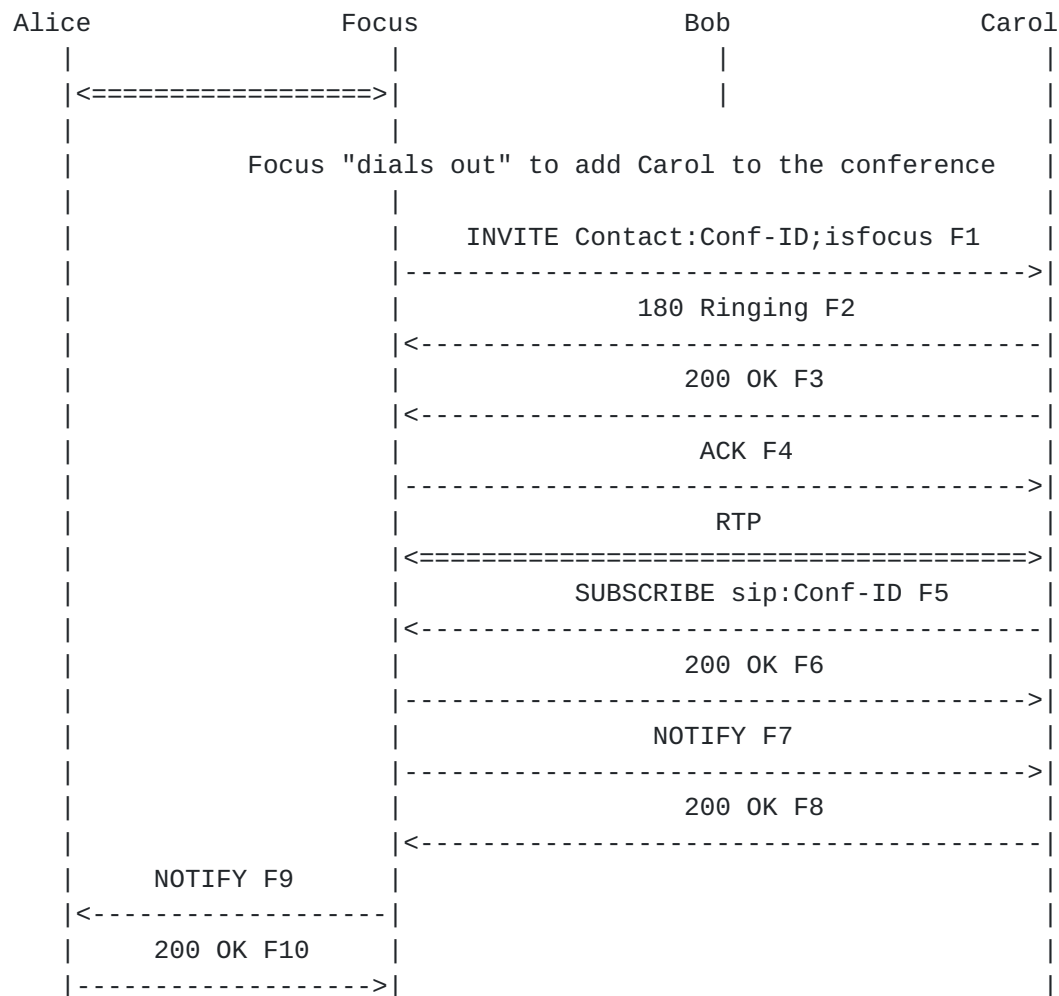 Alice Focus Bob Carol
Focus "dials out" to add Carol to the conference
INVITE Contact:Conf-ID;isfocus F1
180 Ringing F2
200 OK F3
ACK F4
RTP
SUBSCRIBE sip:Conf-ID F5
200 OK F6
NOTIFY F7
200 OK F8
NOTIFY F9
200 OK F10